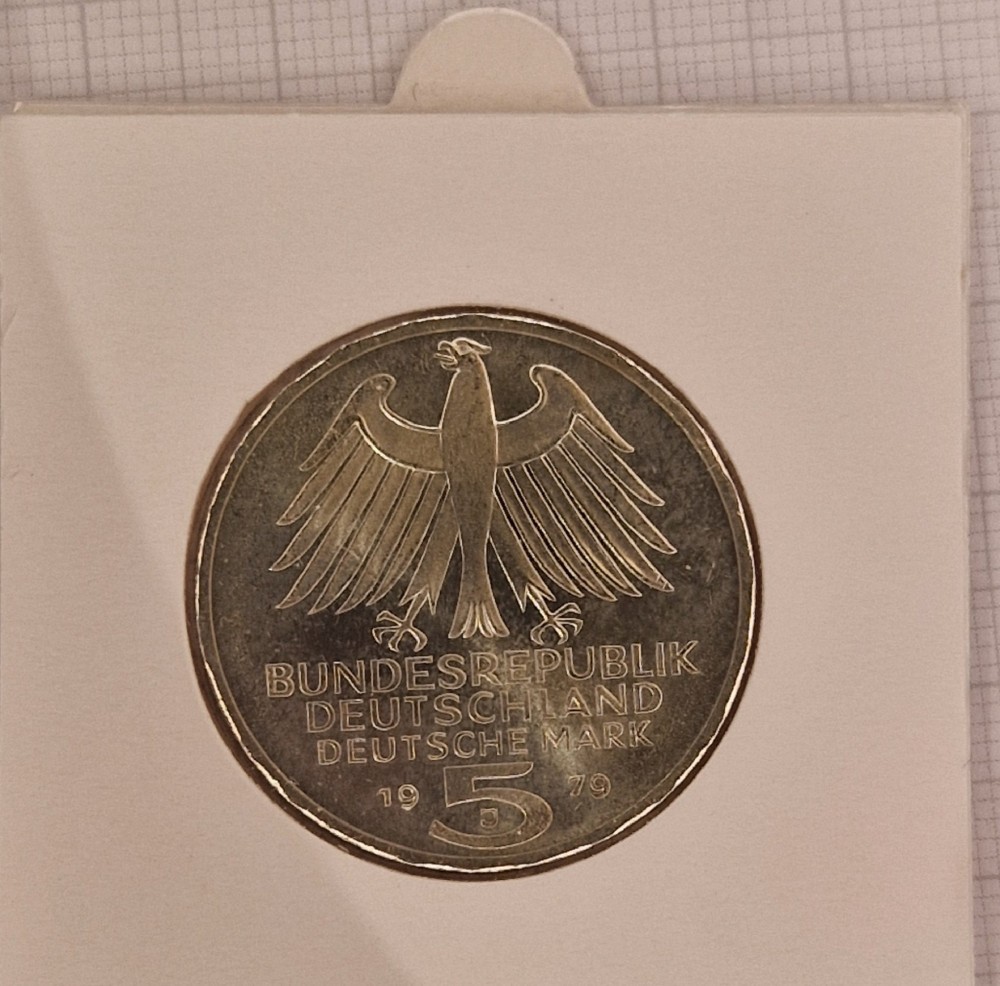 BUNDESREPUBLIK
DEUTSCHLAND
DEUTSCHE MARK
19 5 79
J